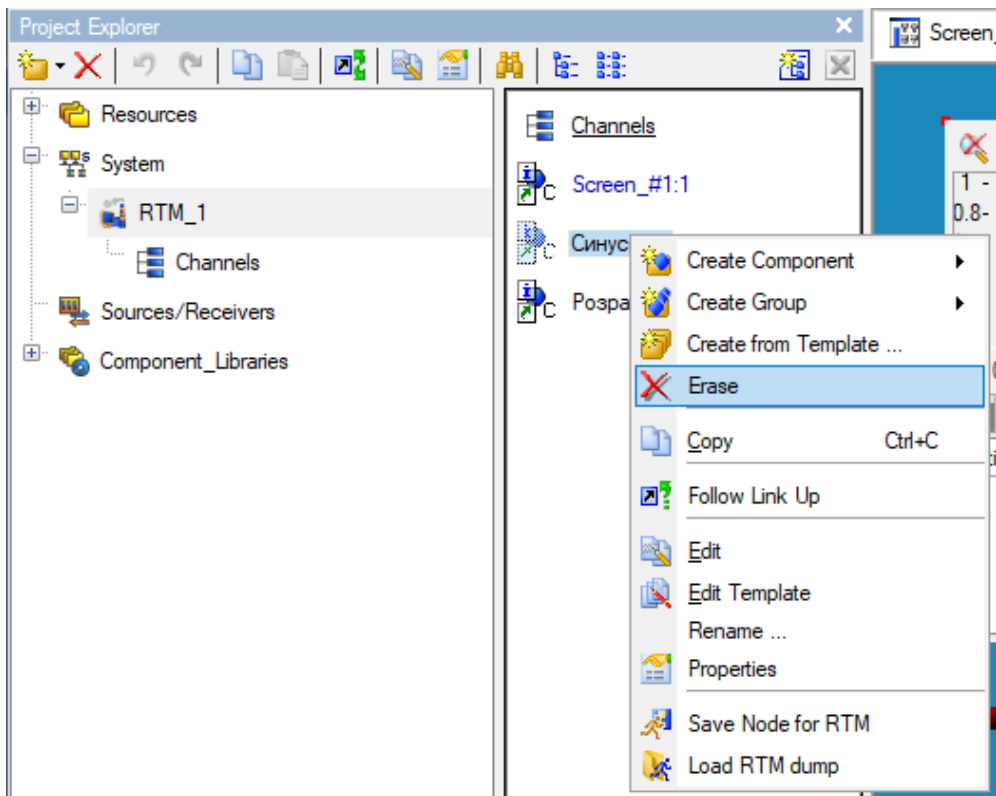 Project Explorer
Screen_
Resources
System
RTM_1
Channels
Sources/Receivers
Component_Libraries
Channels
Screen_#1:1
Синус
Розра
Create Component
Create Group
Create from Template ...
Erase
Copy Ctrl+C
Follow Link Up
Edit
Edit Template
Rename ...
Properties
Save Node for RTM
Load RTM dump
1 -
0.8-